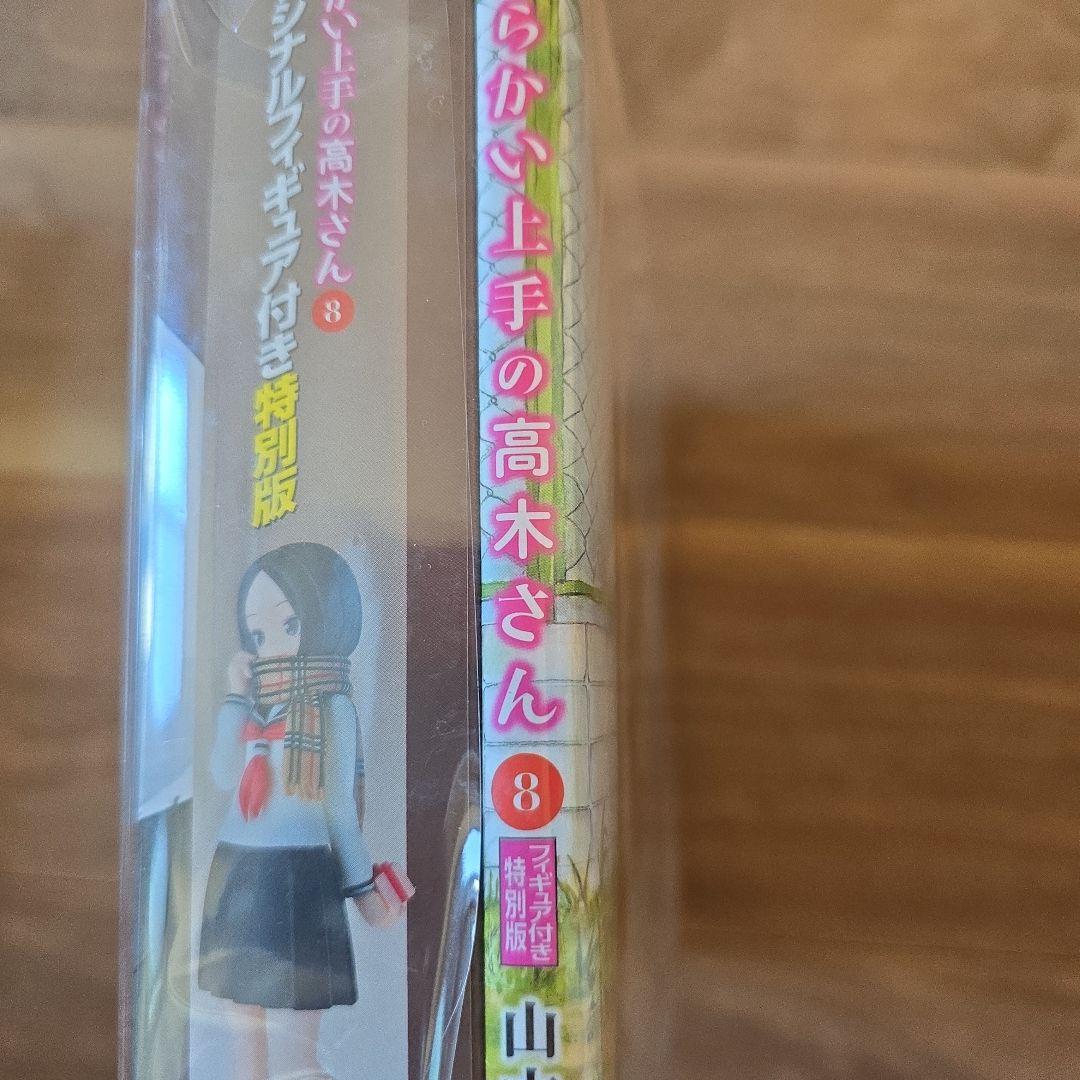 らかい上手の高木さん
8
フィギュア付き
特別版
山
かい上手の高木さん
8
ジナルフィギュア付き特別版